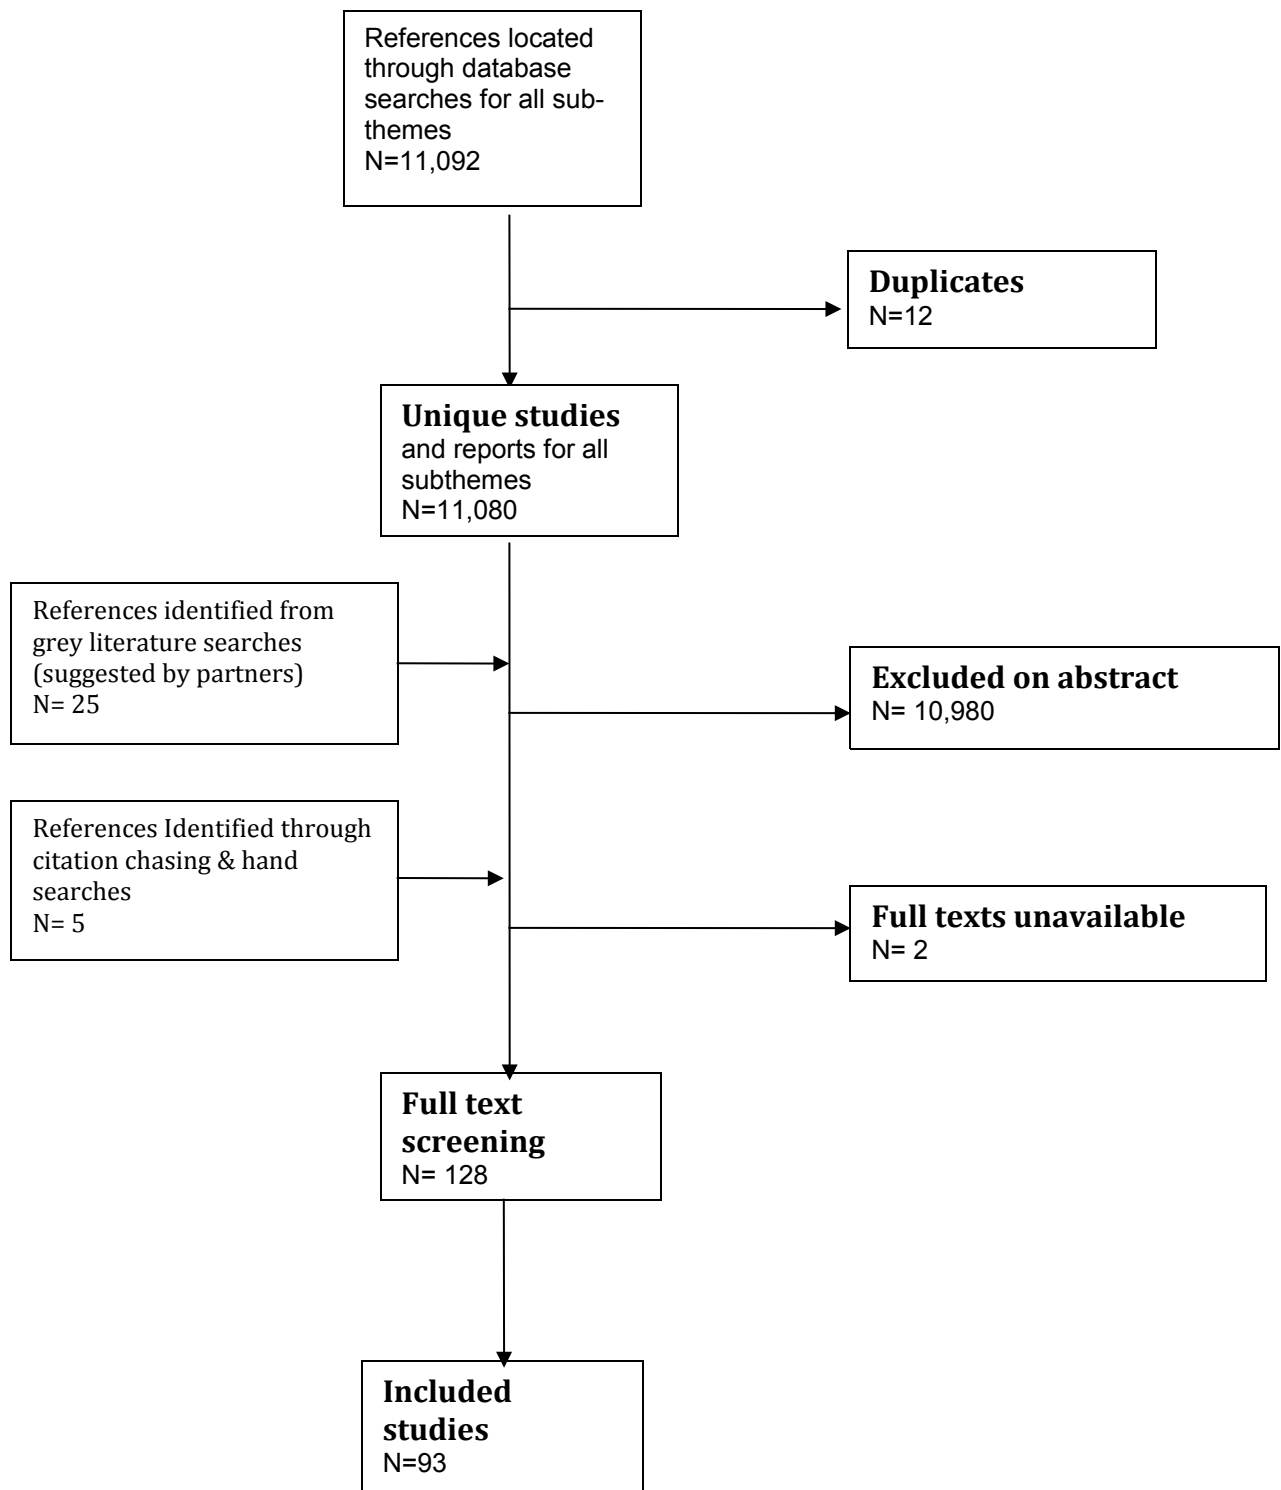 References located
through database
searches for all sub-
themes
N=11,092
Duplicates
N=12
Unique studies
and reports for all
subthemes
N=11,080
References identified from
grey literature searches
(suggested by partners)
N= 25
Excluded on abstract
N= 10,980
References Identified through
citation chasing & hand
searches
N= 5
Full texts unavailable
N= 2
Full text
screening
N= 128
Included
studies
N=93